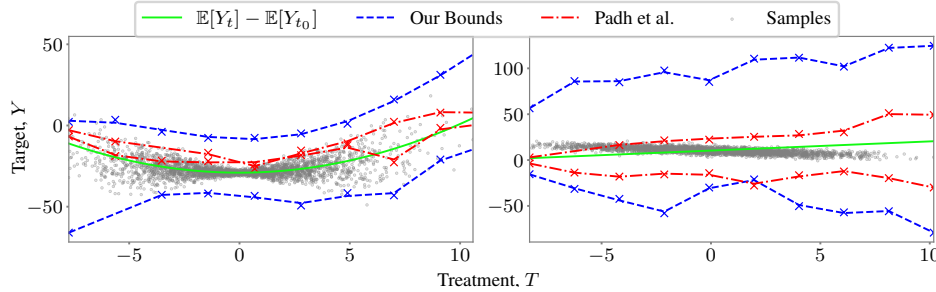 𝔼[Y_t] − 𝔼[Y_{t_0}] Our Bounds Padh et al. Samples
Target, Y
50
0
−50
−5 0 5 10
100
50
0
−50
−5 0 5 10
Treatment, T